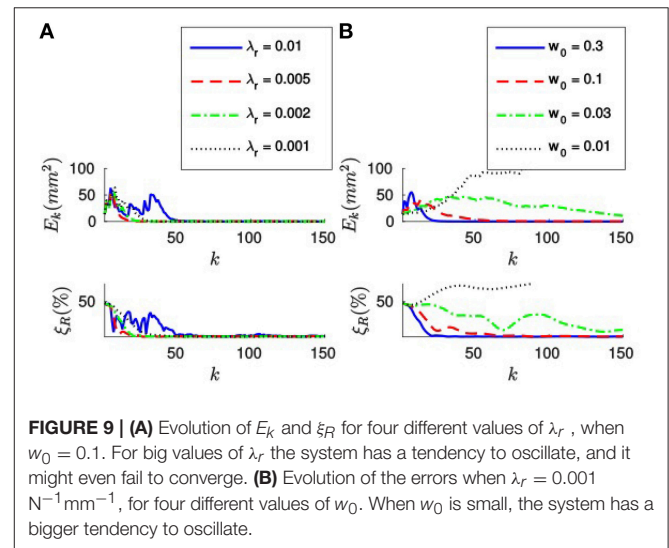 A
λr = 0.01
λr = 0.005
λr = 0.002
λr = 0.001
Ek(mm²)
100
50
0
50
100
150
k
ξR(%)
50
50
100
150
k
B
w0 = 0.3
w0 = 0.1
w0 = 0.03
w0 = 0.01
Ek(mm²)
100
50
0
50
100
150
k
ξR(%)
50
50
100
150
k
FIGURE 9 | (A) Evolution of Ek and ξR for four different values of λr , when
w0 = 0.1. For big values of λr the system has a tendency to oscillate, and it
might even fail to converge. (B) Evolution of the errors when λr = 0.001
N⁻¹mm⁻¹, for four different values of w0. When w0 is small, the system has a
bigger tendency to oscillate.